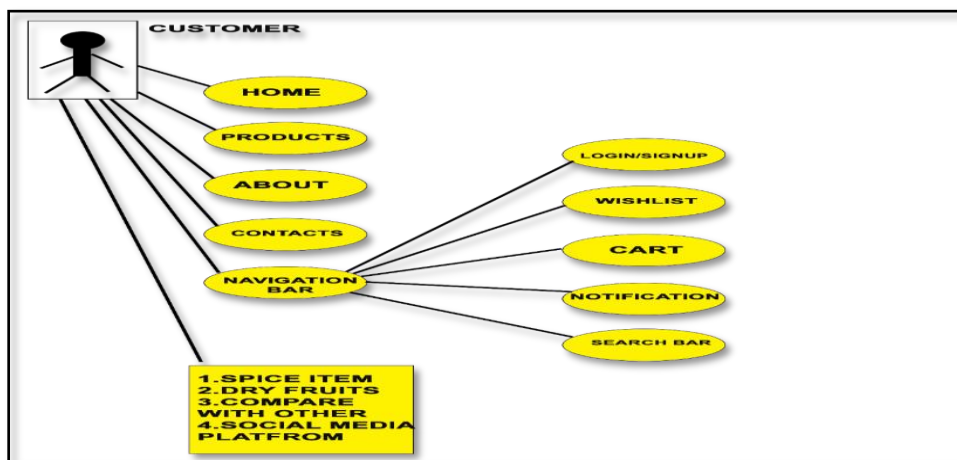 CUSTOMER
HOME
PRODUCTS
ABOUT
CONTACTS
NAVIGATION
BAR
LOGIN/SIGNUP
WISHLIST
CART
NOTIFICATION
SEARCH BAR
1.SPICE ITEM
2.DRY FRUITS
3.COMPARE
WITH OTHER
4.SOCIAL MEDIA
PLATFROM